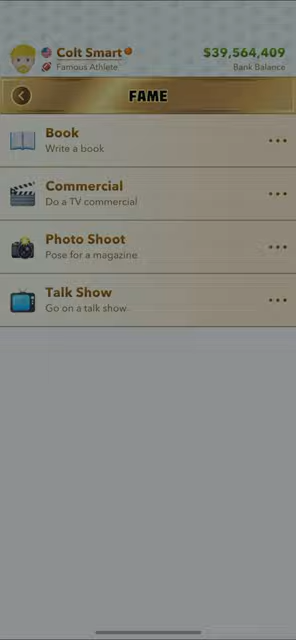 Colt Smart
$39,564,409
Famous Athlete
Bank Balance
FAME
Book
Write a book
Commercial
Do a TV commercial
Photo Shoot
Pose for a magazine
Talk Show
Go on a talk show